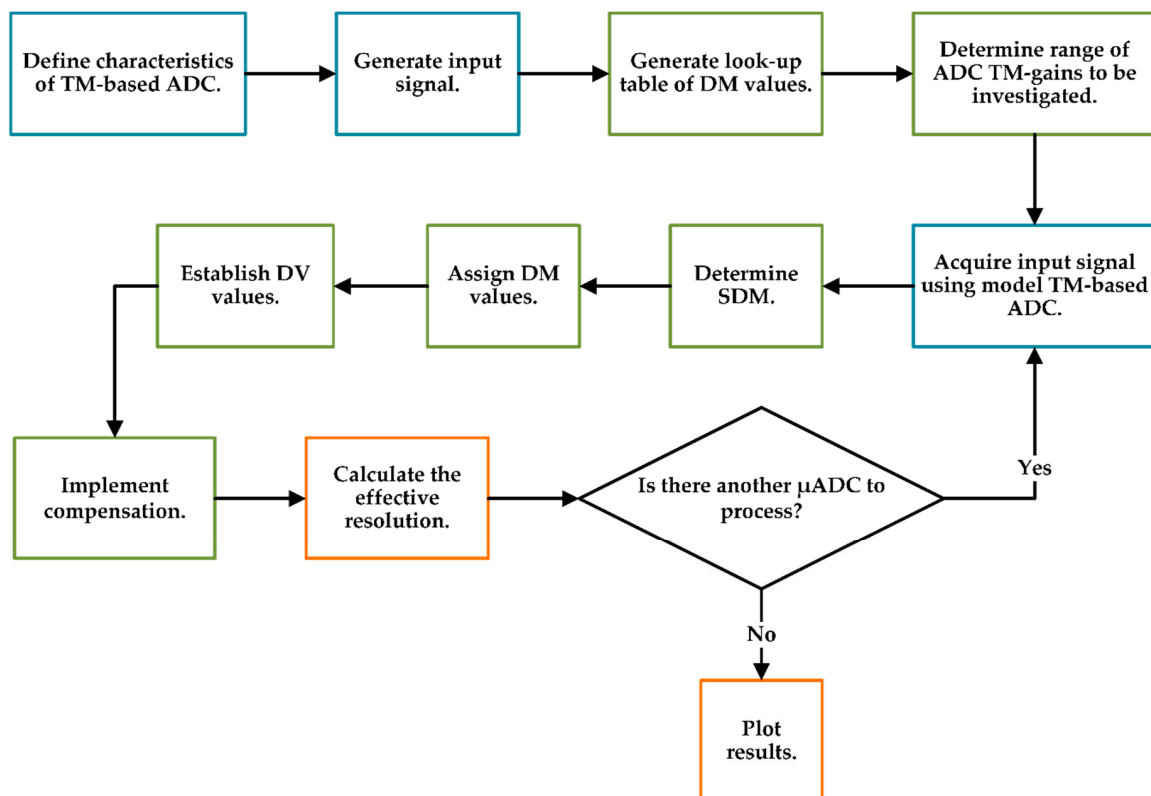 Define characteristics
of TM-based ADC.
Generate input
signal.
Generate look-up
table of DM values.
Determine range of
ADC TM-gains to be
investigated.
Acquire input signal
using model TM-based
ADC.
Determine
SDM.
Assign DM
values.
Establish DV
values.
Implement
compensation.
Calculate the
effective
resolution.
Is there another μADC to
process?
Yes
No
Plot
results.